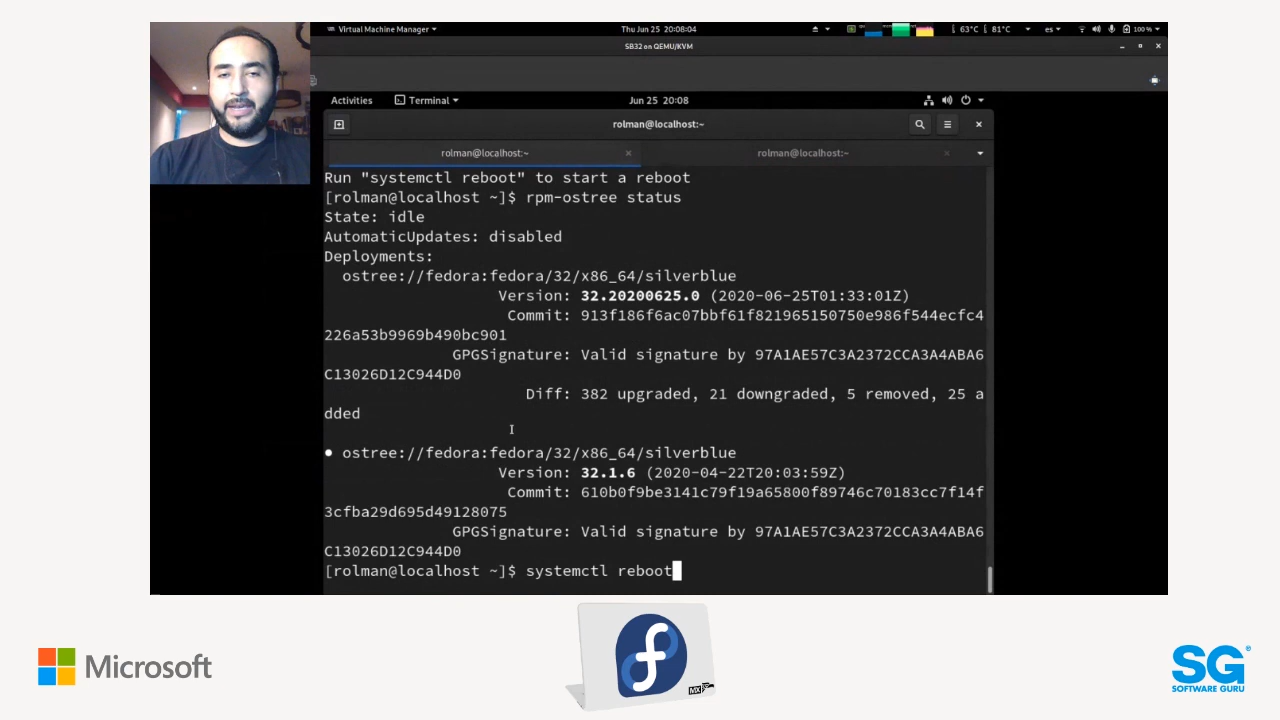 Virtual Machine Manager
Thu Jun 25 20:08:04
63°C
81°C
es
100 %
SB32 on QEMU/KVM
Activities
Terminal
Jun 25 20:08
rolman@localhost:~
rolman@localhost:~
rolman@localhost:~
Run "systemctl reboot" to start a reboot
[rolman@localhost ~]$ rpm-ostree status
State: idle
AutomaticUpdates: disabled
Deployments:
ostree://fedora:fedora/32/x86_64/silverblue
Version: 32.20200625.0 (2020-06-25T01:33:01Z)
Commit: 913f186f6ac07bbf61f821965150750e986f544ecfc4
226a53b9969b490bc901
GPGSignature: Valid signature by 97A1AE57C3A2372CCA3A4ABA6
C13026D12C944D0
Diff: 382 upgraded, 21 downgraded, 5 removed, 25 a
dded
● ostree://fedora:fedora/32/x86_64/silverblue
Version: 32.1.6 (2020-04-22T20:03:59Z)
Commit: 610b0f9be3141c79f19a65800f89746c70183cc7f14f
3cfba29d695d49128075
GPGSignature: Valid signature by 97A1AE57C3A2372CCA3A4ABA6
C13026D12C944D0
[rolman@localhost ~]$ systemctl reboot
Microsoft
MX
SG
®
SOFTWARE GURU